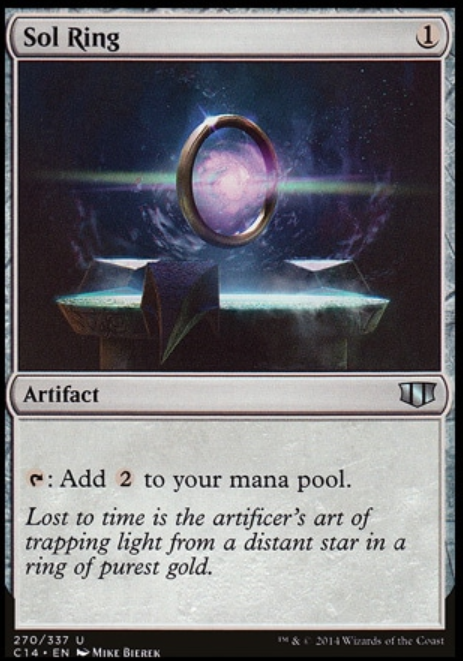 Sol Ring 1
Artifact
: Add 2 to your mana pool.
Lost to time is the artificer's art of
trapping light from a distant star in a
ring of purest gold.
270/337 U
C14 • EN Mike Bierek
™ & © 2014 Wizards of the Coast